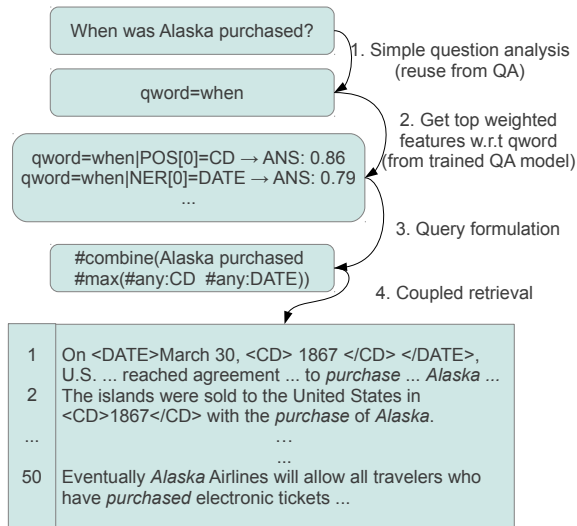 When was Alaska purchased?
1. Simple question analysis
(reuse from QA)
qword=when
2. Get top weighted
features w.r.t qword
(from trained QA model)
qword=when|POS[0]=CD → ANS: 0.86
qword=when|NER[0]=DATE → ANS: 0.79
...
3. Query formulation
#combine(Alaska purchased
#max(#any:CD #any:DATE))
4. Coupled retrieval
1 On <DATE>March 30, <CD> 1867 </CD> </DATE>,
U.S. ... reached agreement ... to purchase ... Alaska ...
2 The islands were sold to the United States in
<CD>1867</CD> with the purchase of Alaska.
... ...
...
50 Eventually Alaska Airlines will allow all travelers who
have purchased electronic tickets ...